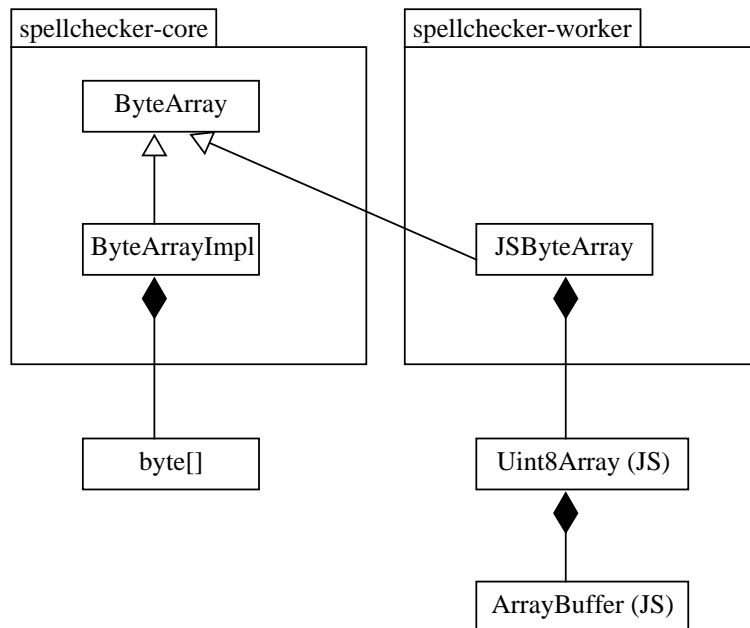 spellchecker-core
spellchecker-worker
ByteArray
ByteArrayImpl
JSByteArray
byte[]
Uint8Array (JS)
ArrayBuffer (JS)